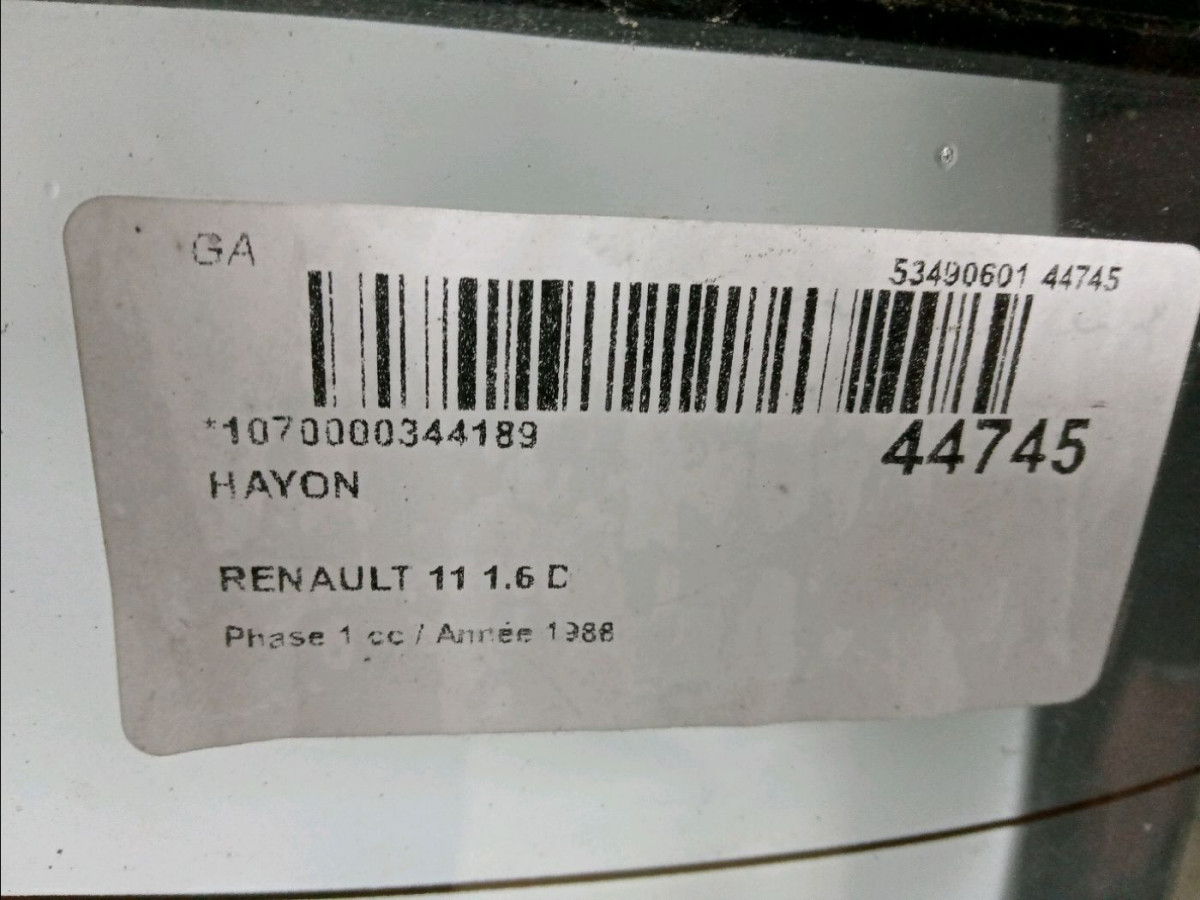 GA
53490601 44745
*1070000344189
44745
HAYON
RENAULT 11 1.6 D
Phase 1 cc / Année 1988